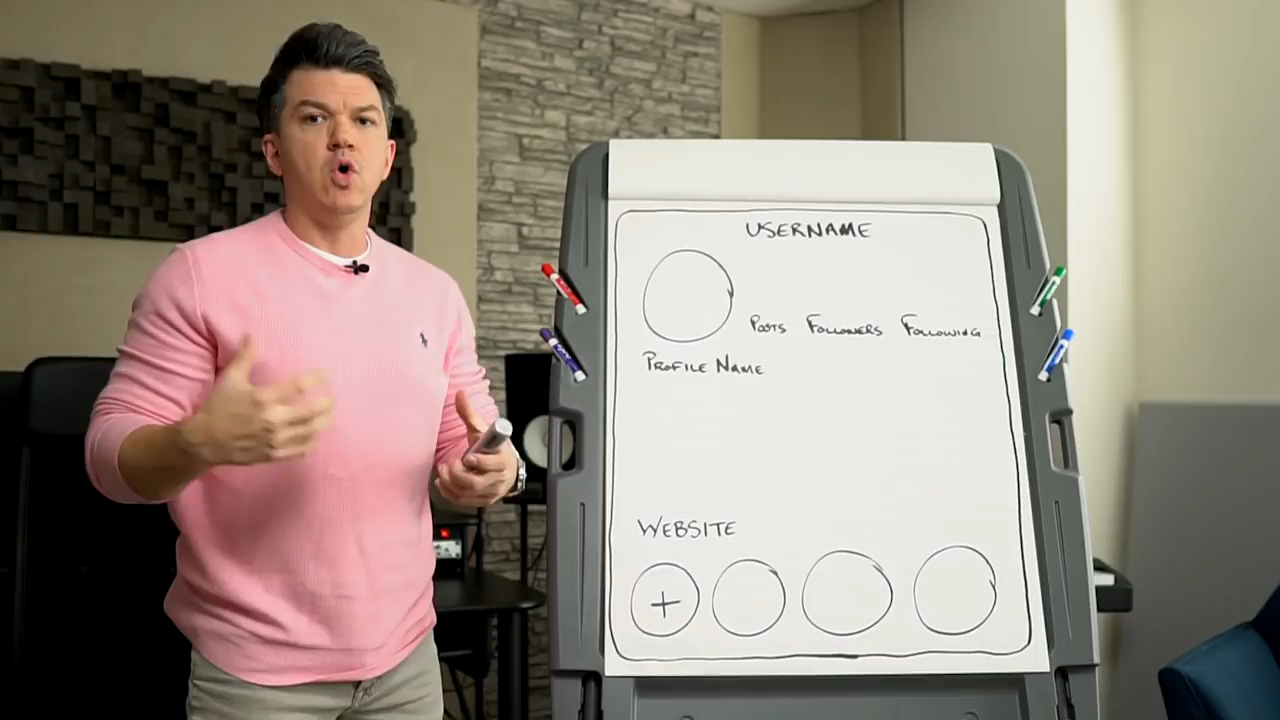 USERNAME
POSTS FOLLOWERS FOLLOWING
PROFILE NAME
WEBSITE
+